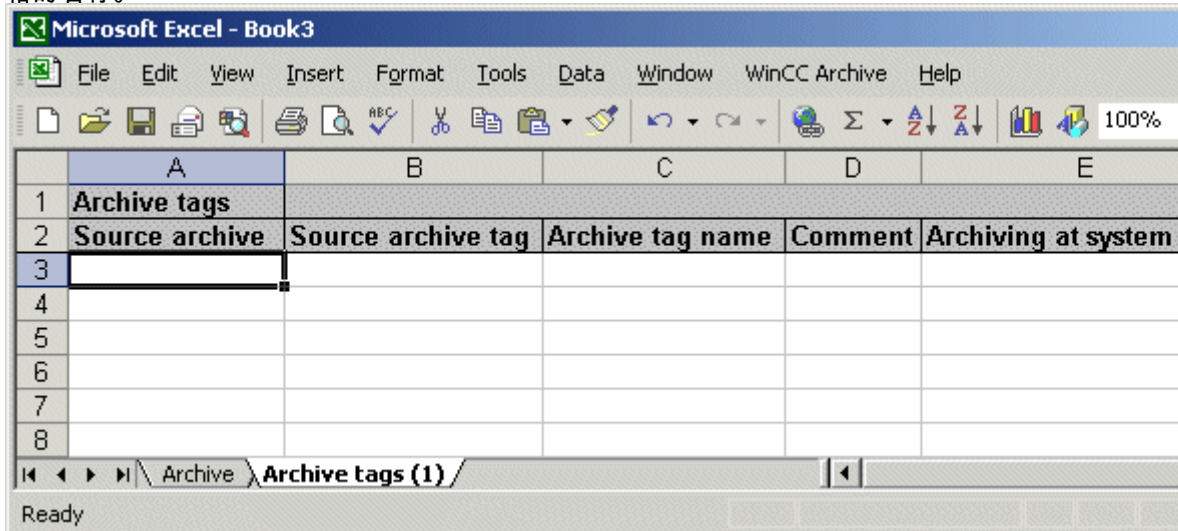 Microsoft Excel - Book3
File Edit View Insert Format Tools Data Window WinCC Archive Help
ABC Σ A Z Z A 100%
A B C D E
1 Archive tags
2 Source archive Source archive tag Archive tag name Comment Archiving at system
3
4
5
6
7
8
Archive Archive tags (1)
Ready